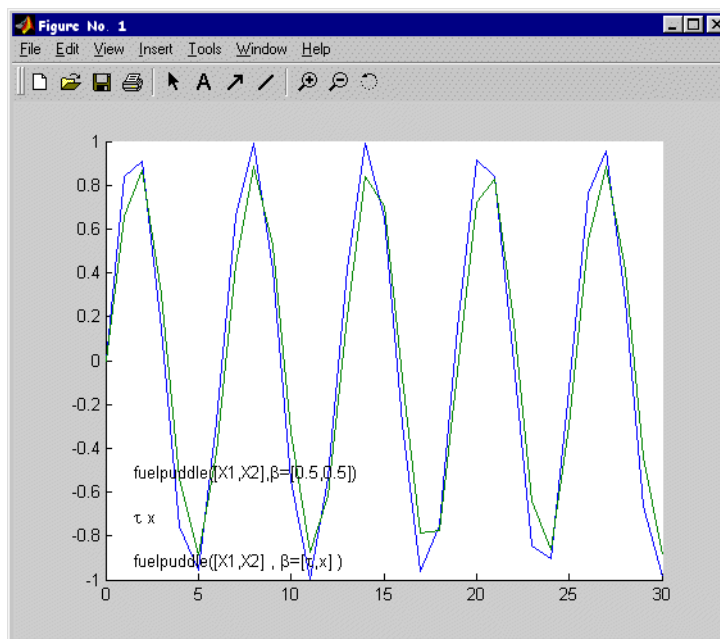 Figure No. 1
File Edit View Insert Tools Window Help
A
1
0.8
0.6
0.4
0.2
0
-0.2
-0.4
fuelpuddle([X1,X2],β=[0.5,0.5])
-0.6
τ x
-0.8
fuelpuddle([X1,X2] , β=[τ,x] )
-1
0 5 10 15 20 25 30